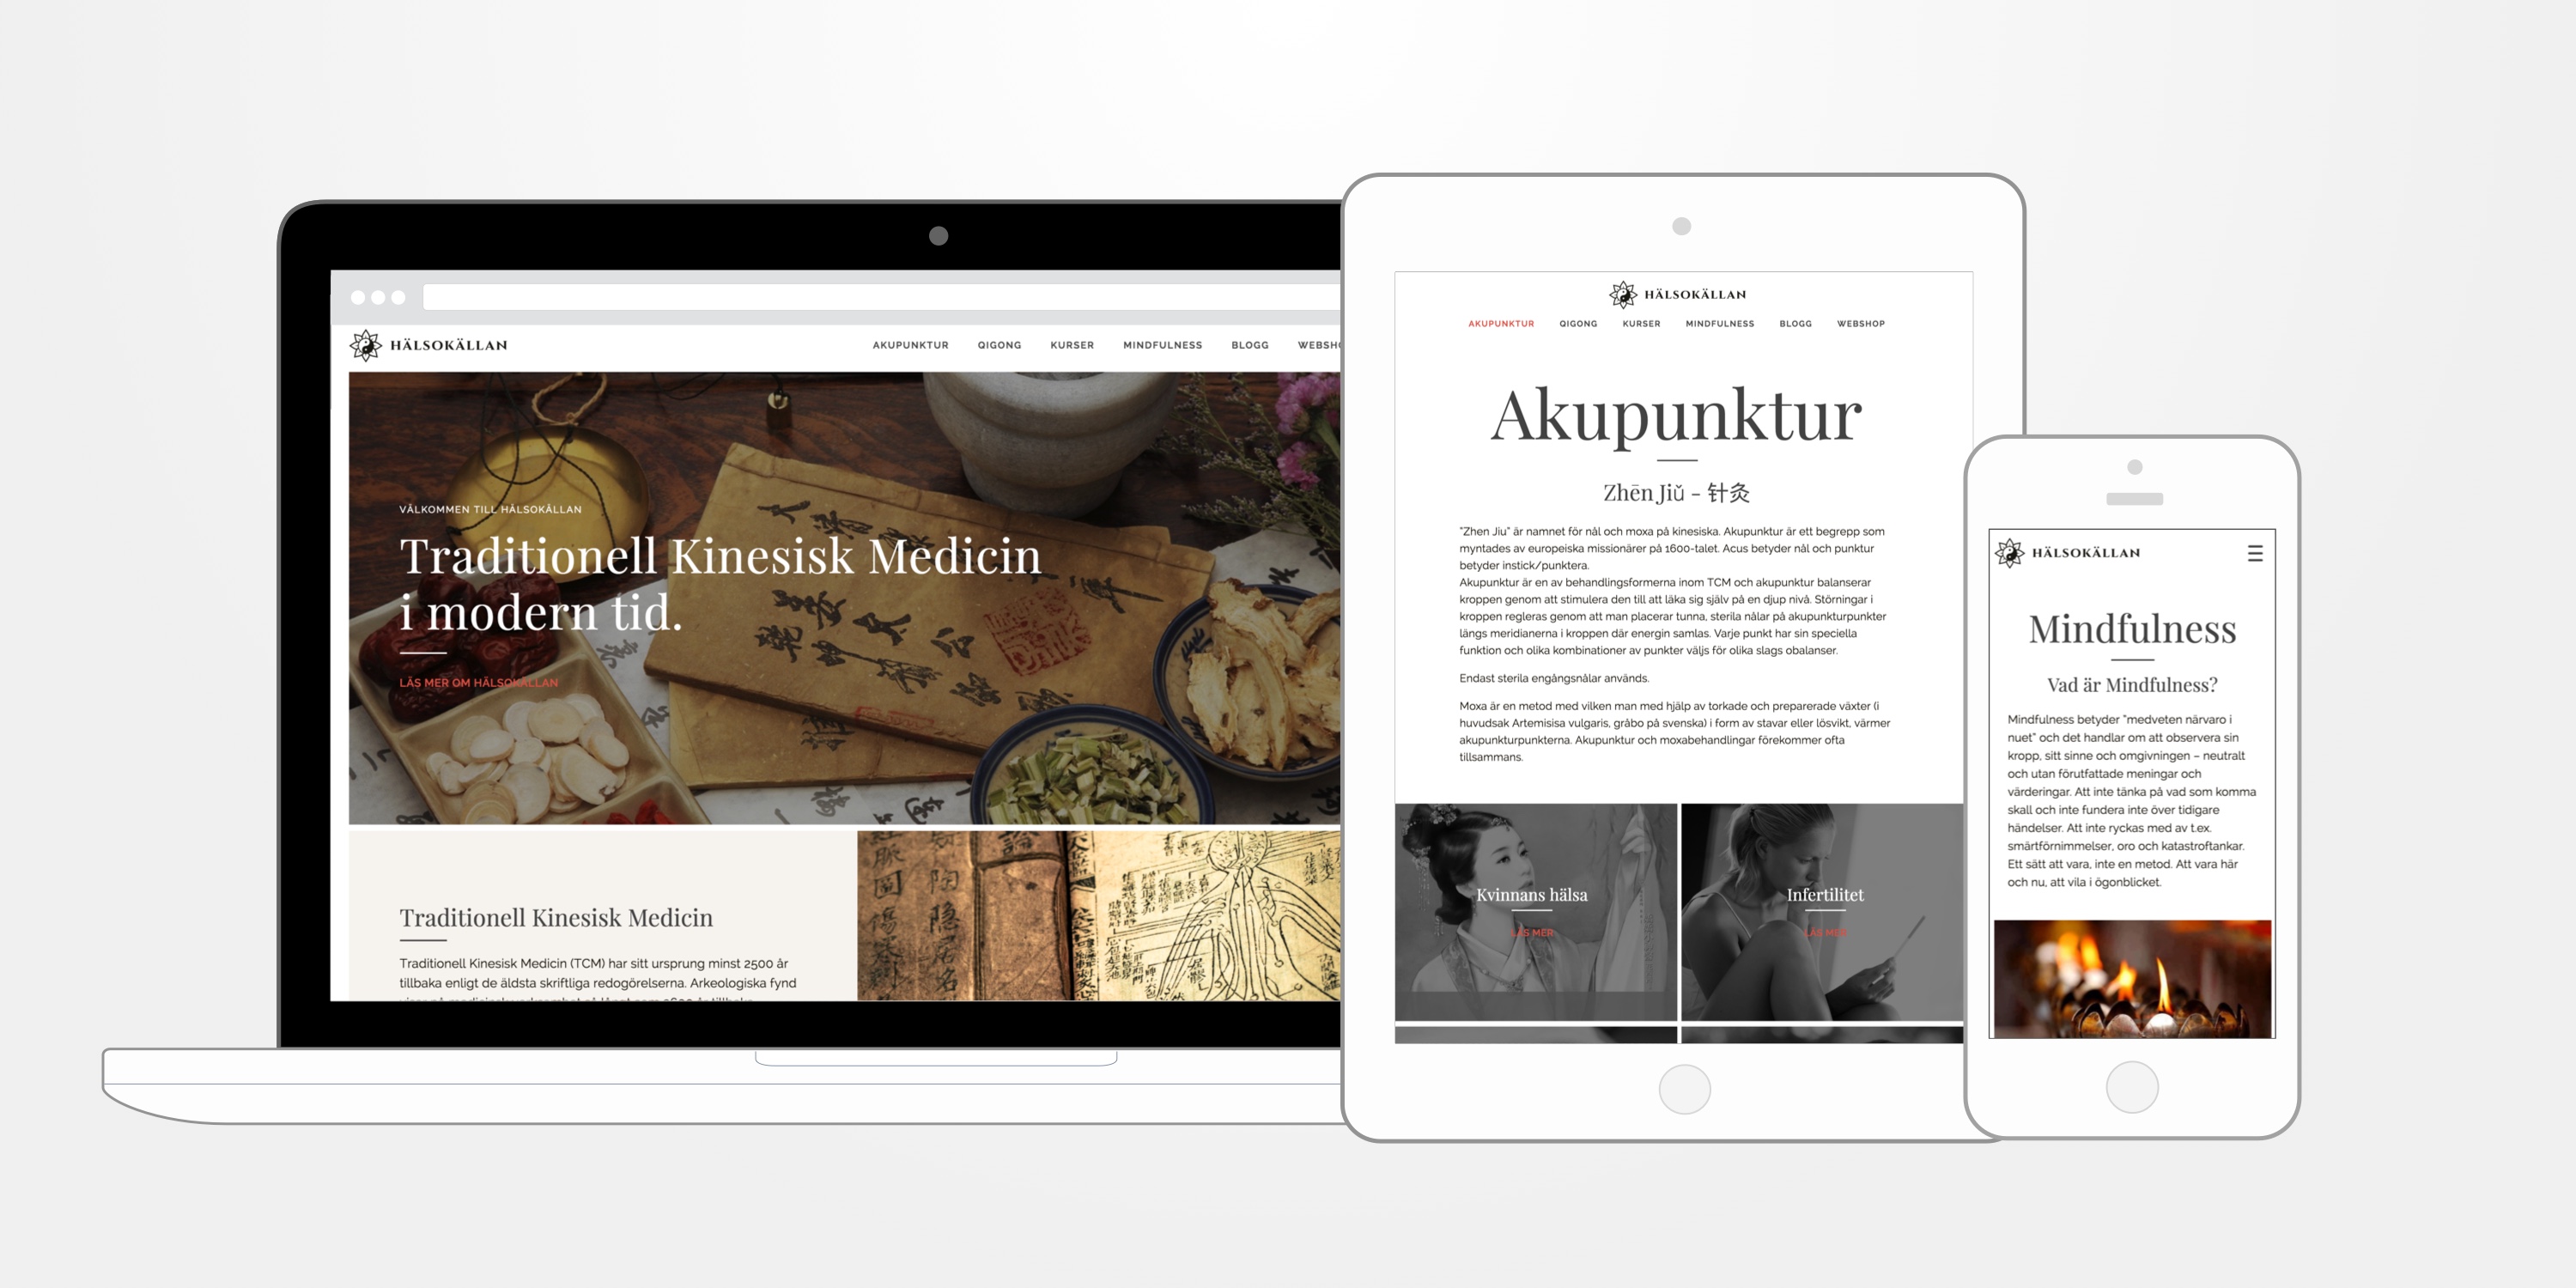 HÄLSOKÄLLAN
AKUPUNKTUR QIGONG KURSER MINDFULNESS BLOGG
VÄLKOMMEN TILL HÄLSOKÄLLAN
Traditionell Kinesisk Medicin
i modern tid.
LÄS MER OM HÄLSOKÄLLAN
Traditionell Kinesisk Medicin
Traditionell Kinesisk Medicin (TCM) har sitt ursprung minst 2500 år
tillbaka enligt de äldsta skriftliga redogörelserna. Arkeologiska fynd
HÄLSOKÄLLAN
AKUPUNKTUR QIGONG KURSER MINDFULNESS BLOGG WEBSHOP
Akupunktur
Zhēn Jiǔ – 针灸
"Zhen Jiu" är namnet för nål och moxa på kinesiska. Akupunktur är ett begrepp som
myntades av europeiska missionärer på 1600-talet. Acus betyder nål och punktur
betyder instick/punktera.
Akupunktur är en av behandlingsformerna inom TCM och akupunktur balanserar
kroppen genom att stimulera den till att läka sig själv på en djup nivå. Störningar i
kroppen regleras genom att man placerar tunna, sterila nålar på akupunkturpunkter
längs meridianerna i kroppen där energin samlas. Varje punkt har sin speciella
funktion och olika kombinationer av punkter väljs för olika slags obalanser.
Endast sterila engångsnålar används.
Moxa är en metod med vilken man med hjälp av torkade och preparerade växter (i
huvudsak Artemisisa vulgaris, gråbo på svenska) i form av stavar eller lösvikt, värmer
akupunkturpunkterna. Akupunktur och moxabehandlingar förekommer ofta
tillsammans.
Kvinnans hälsa
LÄS MER
Infertilitet
LÄS MER
HÄLSOKÄLLAN
Mindfulness
Vad är Mindfulness?
Mindfulness betyder "medveten närvaro i
nuet" och det handlar om att observera sin
kropp, sitt sinne och omgivningen – neutralt
och utan förutfattade meningar och
värderingar. Att inte tänka på vad som komma
skall och inte fundera inte över tidigare
händelser. Att inte ryckas med av t.ex.
smärtförnimmelser, oro och katastroftankar.
Ett sätt att vara, inte en metod. Att vara här
och nu, att vila i ögonblicket.